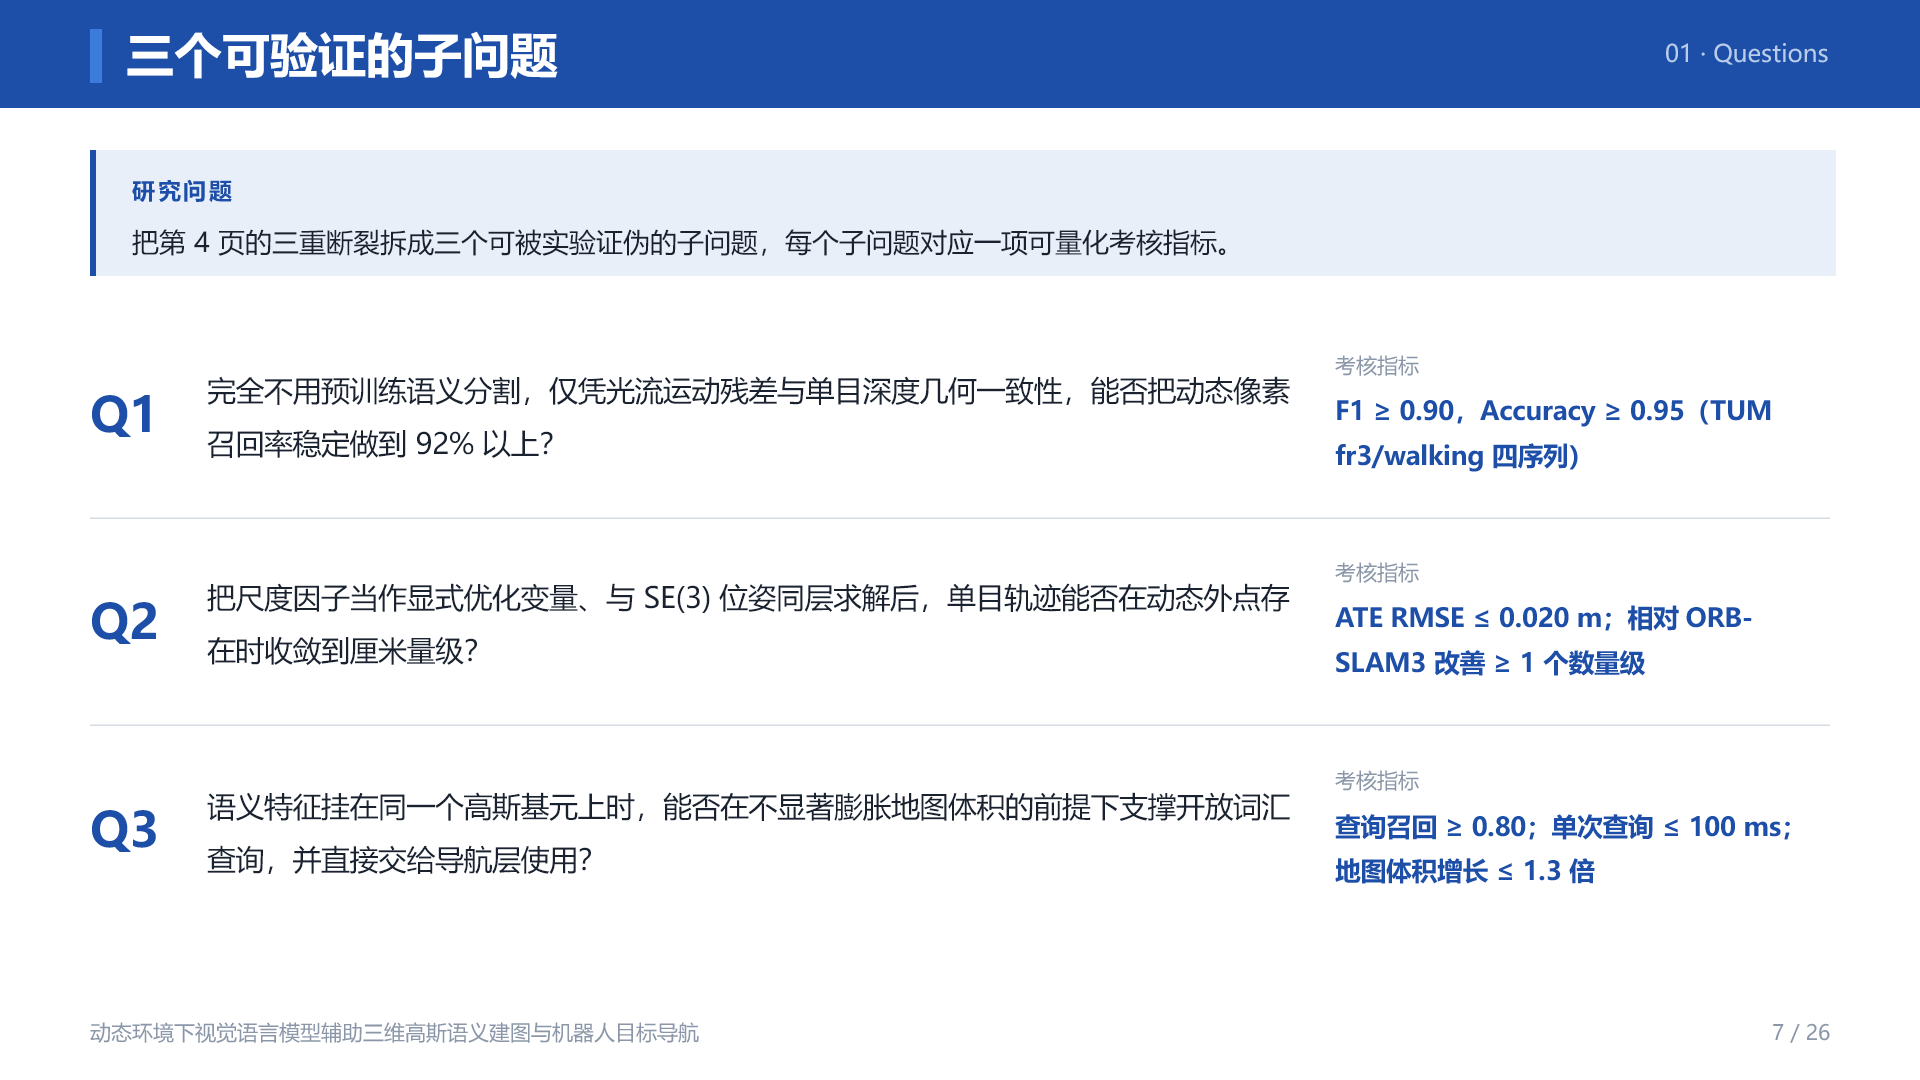 三个可验证的子问题
01 · Questions
研究问题
把第 4 页的三重断裂拆成三个可被实验证伪的子问题，每个子问题对应一项可量化考核指标。
Q1
完全不用预训练语义分割，仅凭光流运动残差与单目深度几何一致性，能否把动态像素
召回率稳定做到 92% 以上？
考核指标
F1 ≥ 0.90，Accuracy ≥ 0.95（TUM
fr3/walking 四序列）
Q2
把尺度因子当作显式优化变量、与 SE(3) 位姿同层求解后，单目轨迹能否在动态外点存
在时收敛到厘米量级？
考核指标
ATE RMSE ≤ 0.020 m；相对 ORB-
SLAM3 改善 ≥ 1 个数量级
Q3
语义特征挂在同一个高斯基元上时，能否在不显著膨胀地图体积的前提下支撑开放词汇
查询，并直接交给导航层使用？
考核指标
查询召回 ≥ 0.80；单次查询 ≤ 100 ms；
地图体积增长 ≤ 1.3 倍
动态环境下视觉语言模型辅助三维高斯语义建图与机器人目标导航
7 / 26